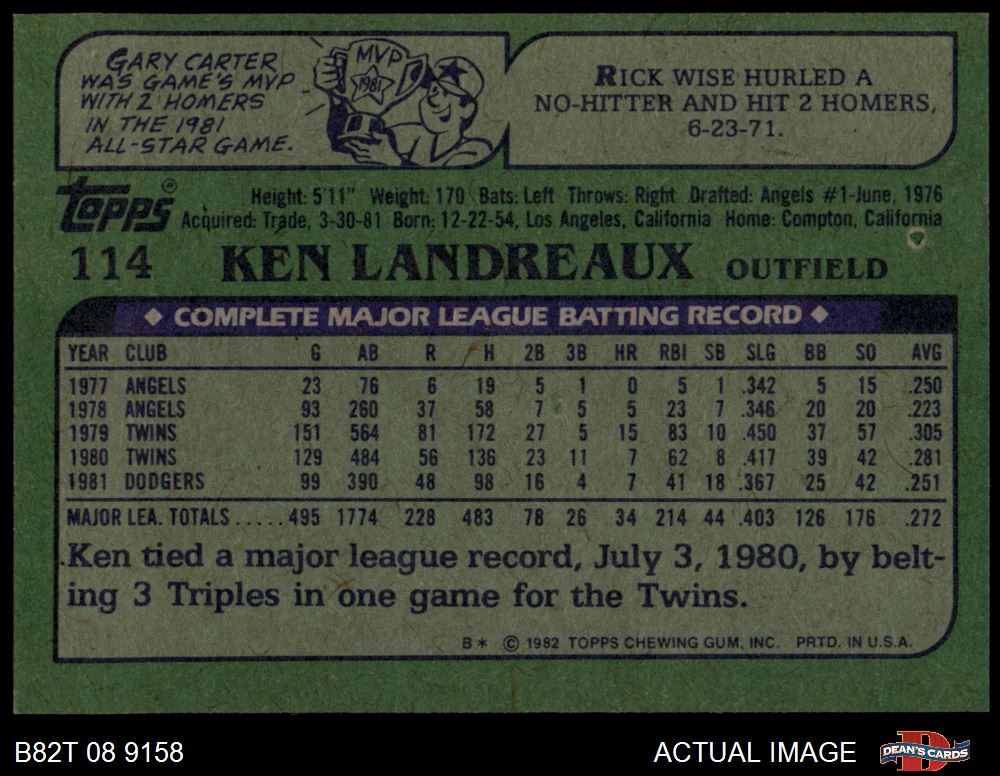 GARY CARTER
WAS GAME'S MVP
WITH 2 HOMERS
IN THE 1981
ALL-STAR GAME.
MVP
1981
RICK WISE HURLED A
NO-HITTER AND HIT 2 HOMERS,
6-23-71.
topps®
Height: 5'11" Weight: 170 Bats: Left Throws: Right Drafted: Angels #1-June, 1976
Acquired: Trade, 3-30-81 Born: 12-22-54, Los Angeles, California Home: Compton, California
114 KEN LANDREAUX OUTFIELD
◆ COMPLETE MAJOR LEAGUE BATTING RECORD ◆
YEAR CLUB G AB R H 2B 3B HR RBI SB SLG BB SO AVG
1977 ANGELS 23 76 6 19 5 1 0 5 1 .342 5 15 .250
1978 ANGELS 93 260 37 58 7 5 5 23 7 .346 20 20 .223
1979 TWINS 151 564 81 172 27 5 15 83 10 .450 37 57 .305
1980 TWINS 129 484 56 136 23 11 7 62 8 .417 39 42 .281
1981 DODGERS 99 390 48 98 16 4 7 41 18 .367 25 42 .251
MAJOR LEA. TOTALS.....495 1774 228 483 78 26 34 214 44 .403 126 176 .272
Ken tied a major league record, July 3, 1980, by belt-
ing 3 Triples in one game for the Twins.
B* © 1982 TOPPS CHEWING GUM, INC. PRTD. IN U.S.A.
B82T 08 9158 ACTUAL IMAGE DEAN'S CARDS